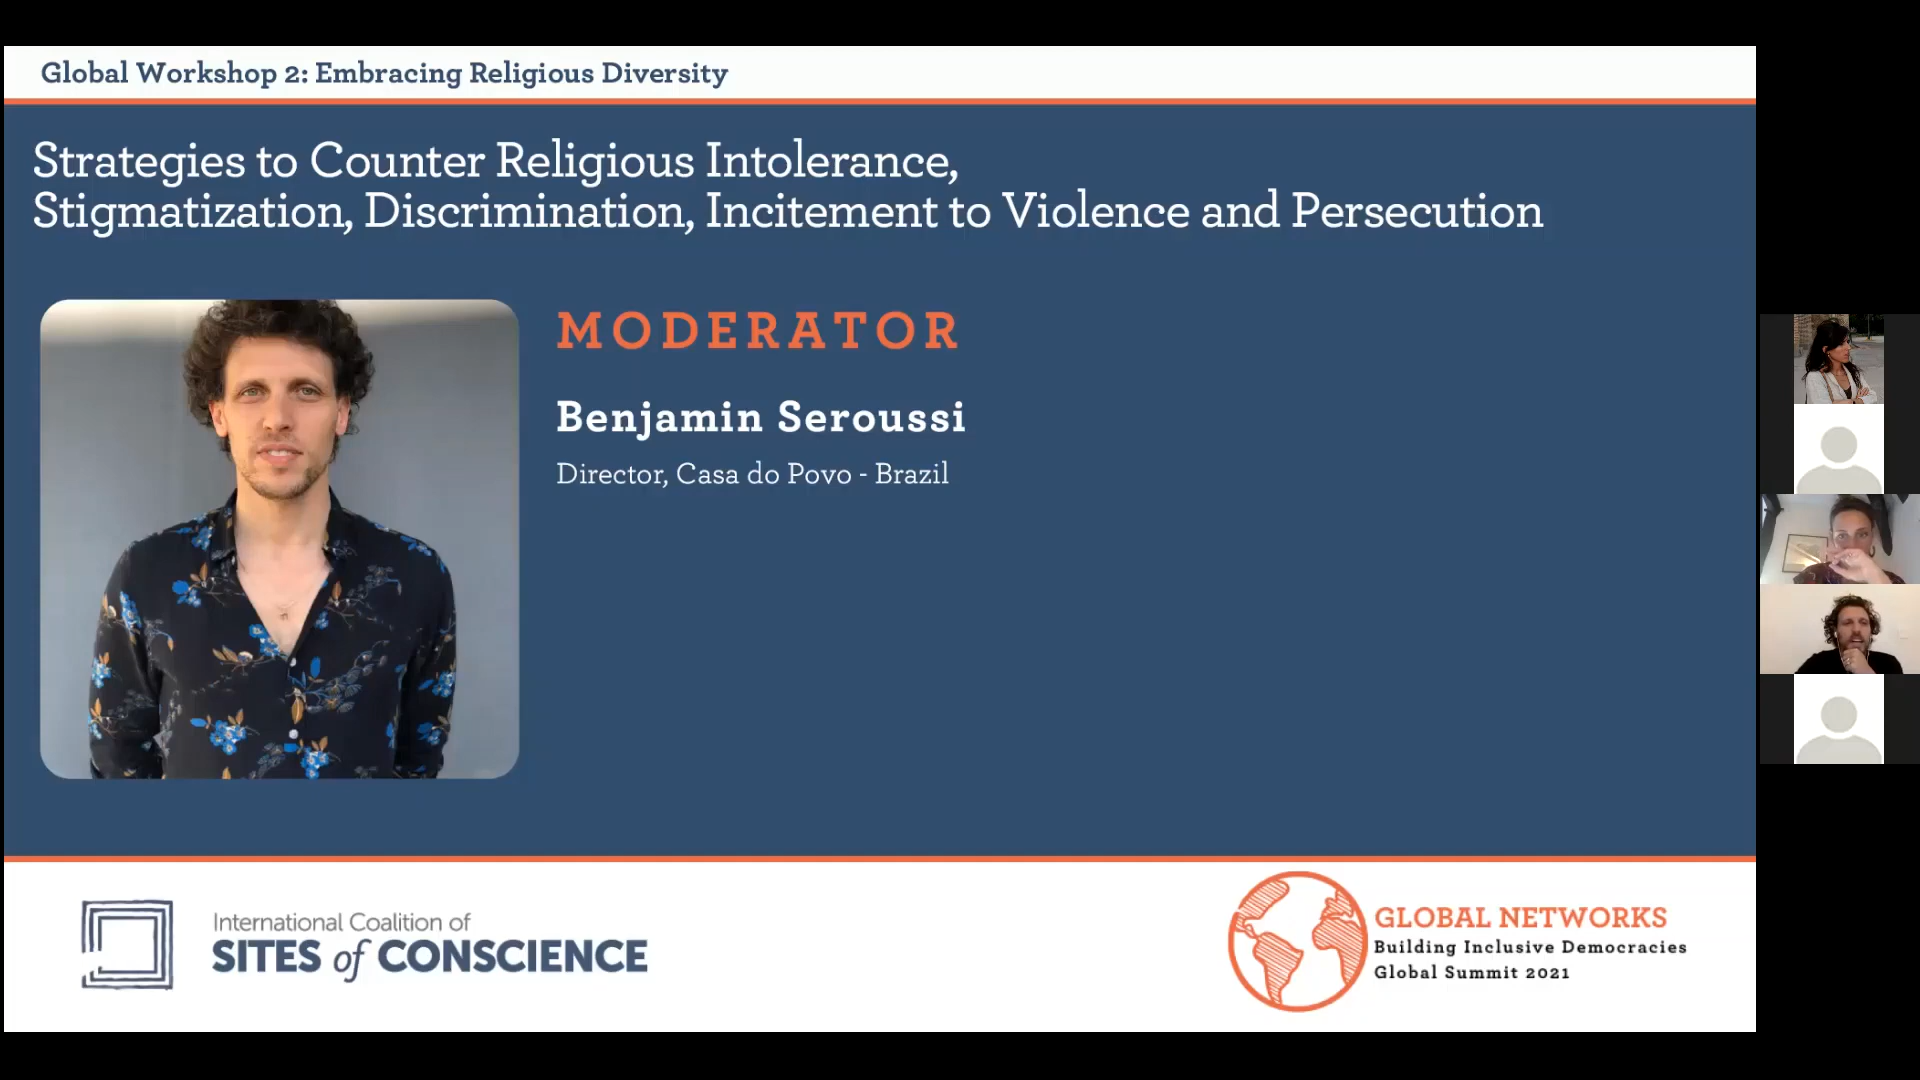 Global Workshop 2: Embracing Religious Diversity
Strategies to Counter Religious Intolerance,
Stigmatization, Discrimination, Incitement to Violence and Persecution
MODERATOR
Benjamin Seroussi
Director, Casa do Povo - Brazil
International Coalition of
SITES of CONSCIENCE
GLOBAL NETWORKS
Building Inclusive Democracies
Global Summit 2021